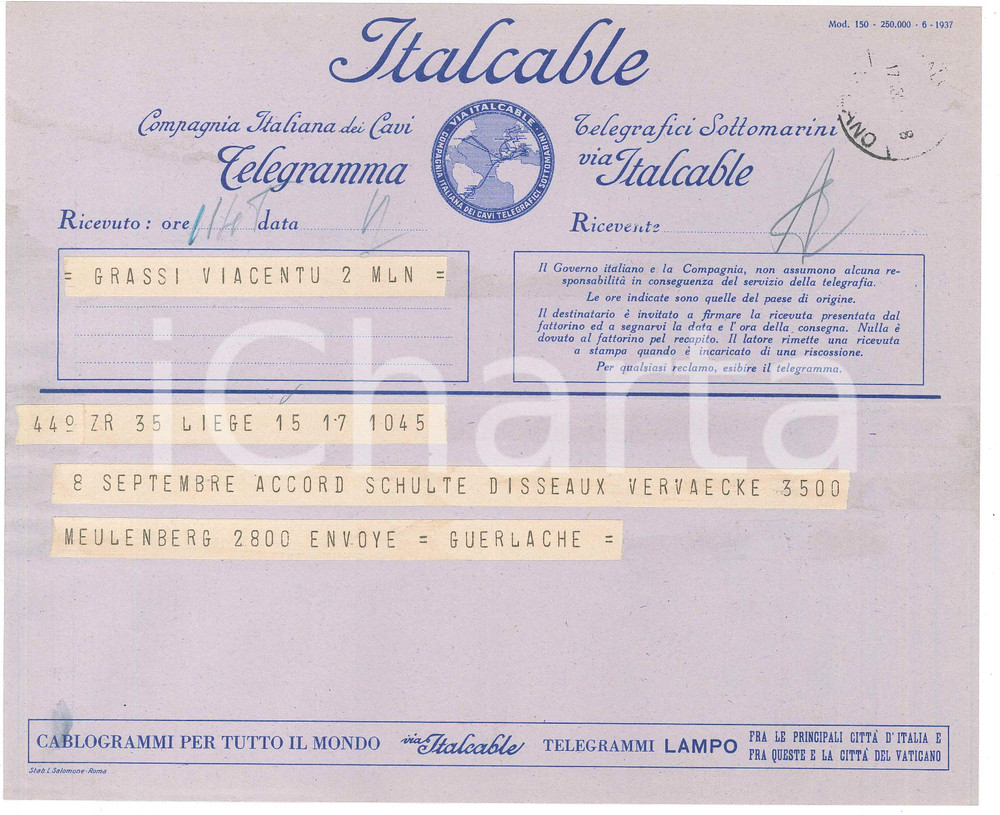 Mod. 150 - 250.000 - 6 - 1937
Italcable
Compagnia Italiana dei Cavi Telegrafici Sottomarini
Telegramma via Italcable
VIA ITALCABLE
COMPAGNIA ITALIANA DEI CAVI TELEGRAFICI SOTTOMARINI
Ricevuto: ore data
Ricevente
= GRASSI VIACENTU 2 MLN =
Il Governo italiano e la Compagnia, non assumono alcuna re-
sponsabilità in conseguenza del servizio della telegrafia.
Le ore indicate sono quelle del paese di origine.
Il destinatario è invitato a firmare la ricevuta presentata dal
fattorino ed a segnarvi la data e l'ora della consegna. Nulla è
dovuto al fattorino pel recapito. Il latore rimette una ricevuta
a stampa quando è incaricato di una riscossione.
Per qualsiasi reclamo, esibire il telegramma.
iCharta
44º ZR 35 LIEGE 15 17 1045
8 SEPTEMBRE ACCORD SCHULTE DISSEAUX VERVAECKE 3500
MEULENBERG 2800 ENVOYE = GUERLACHE =
CABLOGRAMMI PER TUTTO IL MONDO via Italcable TELEGRAMMI LAMPO FRA LE PRINCIPALI CITTÀ D'ITALIA E
FRA QUESTE E LA CITTÀ DEL VATICANO
Stab. L. Salomone-Roma